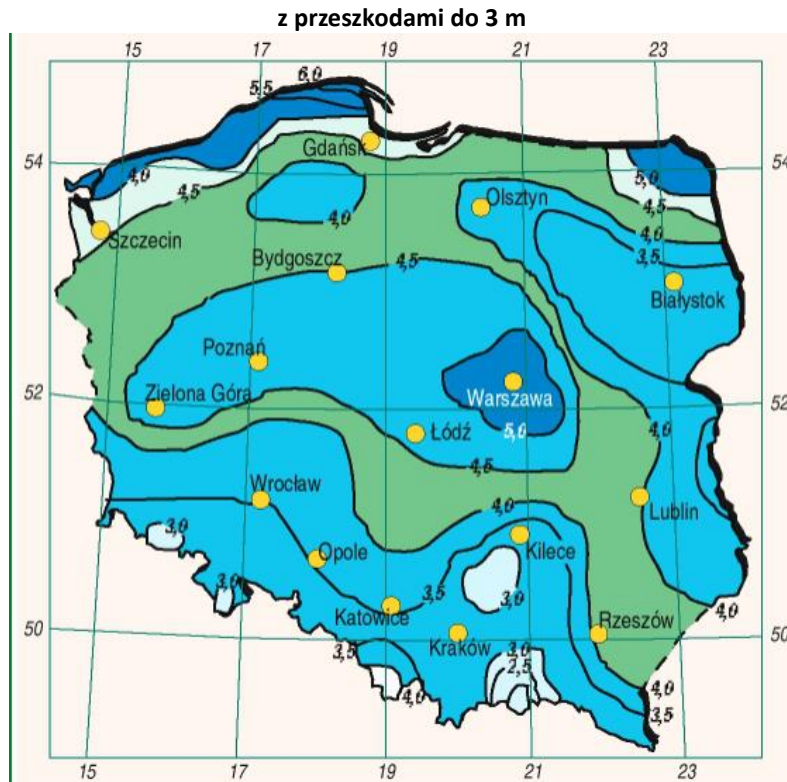 z przeszkodami do 3 m
15 17 19 21 23
6,0
5,5
Gdańsk
54 54
4,0
5,0
4,5
4,5
Olsztyn
4,0
4,0
3,5
Szczecin
Bydgoszcz
4,5
Białystok
Poznań
Zielona Góra
Warszawa
52 52
5,0
4,0
Łódź
4,5
Wrocław
4,0
Lublin
3,0
Opole
Kilece
3,5
3,0
3,0
Katowice
4,0
Rzeszów
Kraków
50 50
3,5
3,0
2,5
4,0
4,0
3,5
15 17 19 21 23